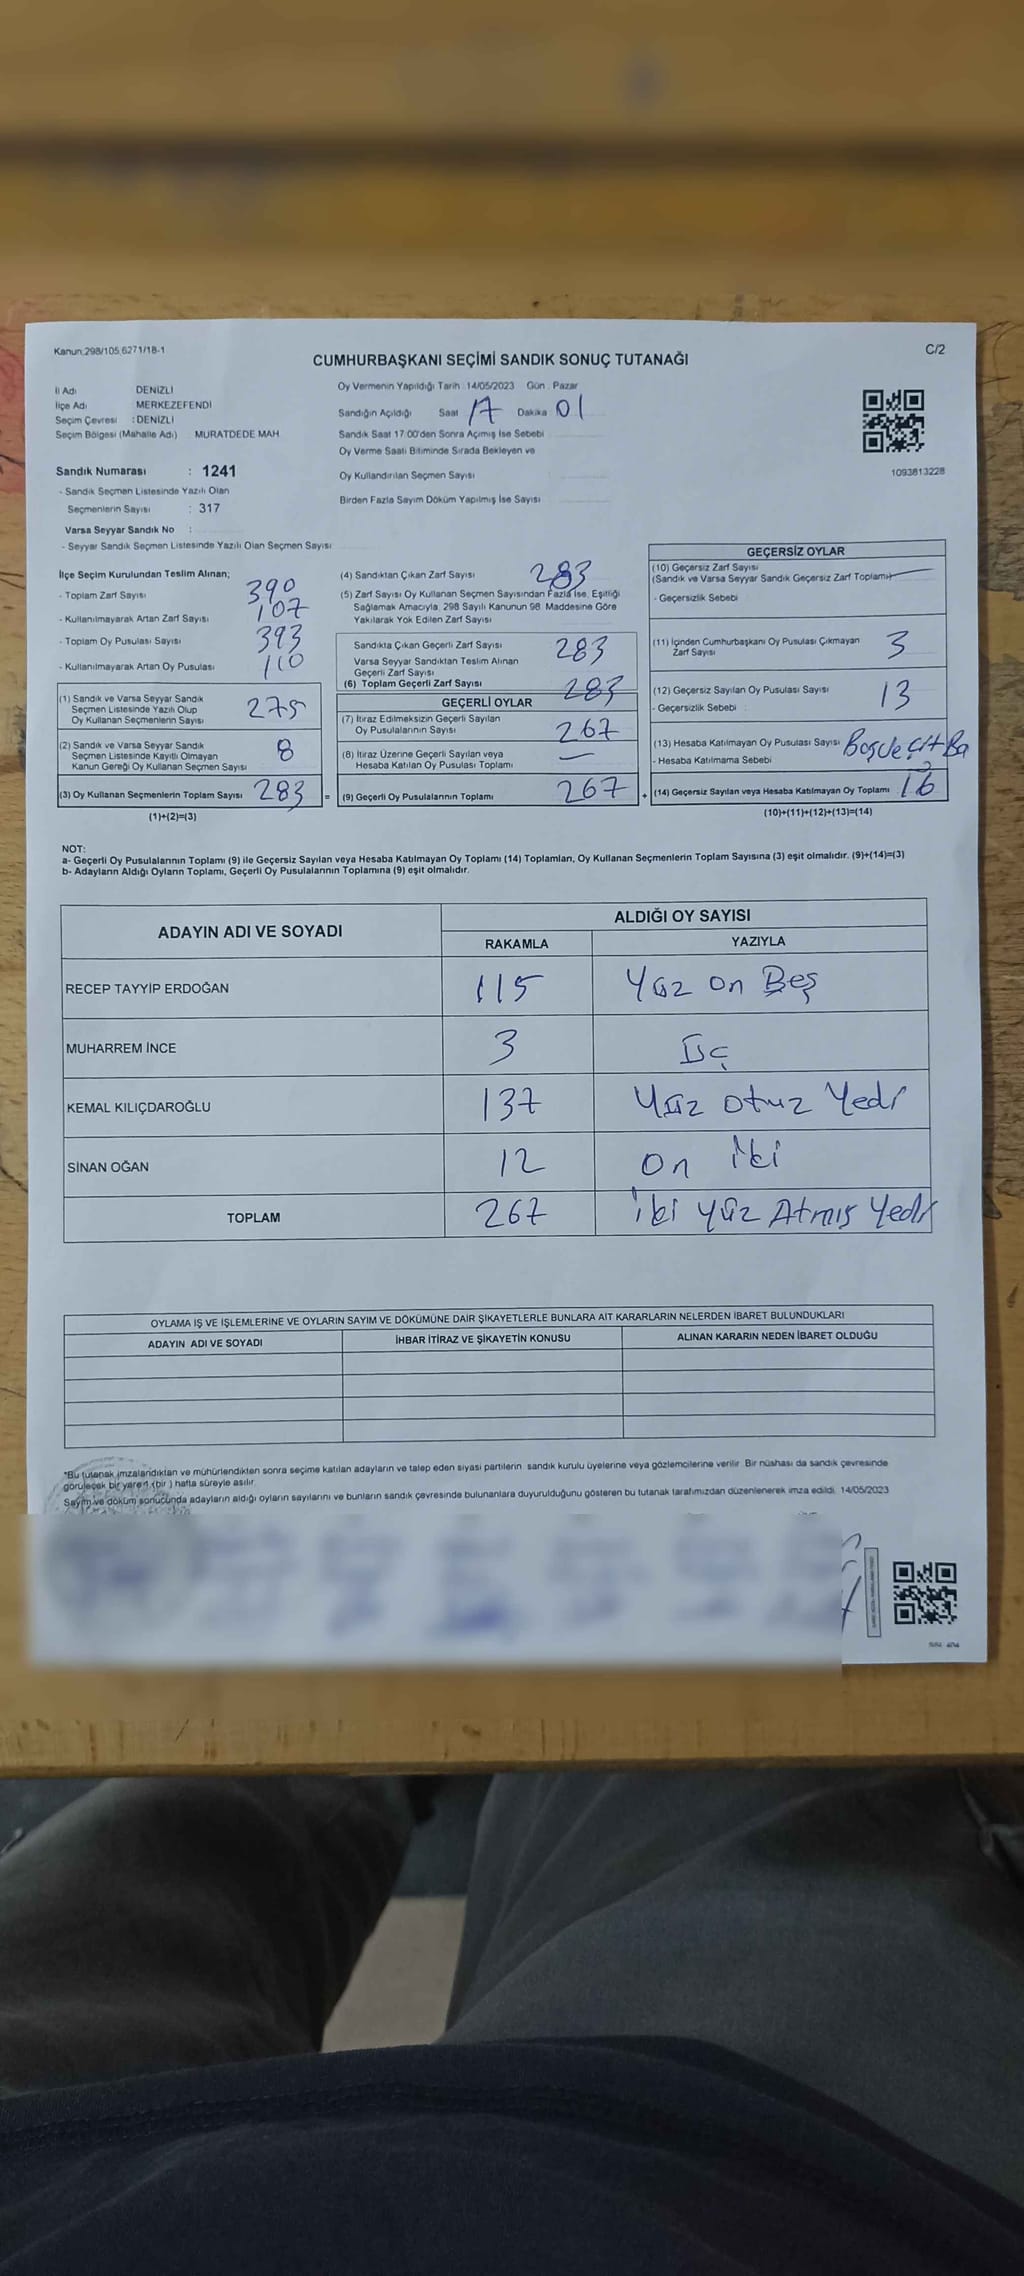 Kanun:298/105,6271/18-1
C/2
CUMHURBAŞKANI SEÇİMİ SANDIK SONUÇ TUTANAĞI
İl Adı DENİZLİ
İlçe Adı MERKEZEFENDİ
Seçim Çevresi : DENİZLİ
Seçim Bölgesi (Mahalle Adı) MURATDEDE MAH
Oy Vermenin Yapıldığı Tarih : 14/05/2023 Gün : Pazar
Sandığın Açıldığı Saat 17 Dakika 01
Sandık Saat 17:00'den Sonra Açımış İse Sebebi
Oy Verme Saati Bitiminde Sırada Bekleyen ve
Oy Kullandırılan Seçmen Sayısı
Birden Fazla Sayım Döküm Yapılmış İse Sayısı
1093813228
Sandık Numarası : 1241
- Sandık Seçmen Listesinde Yazılı Olan
Seçmenlerin Sayısı : 317
Varsa Seyyar Sandık No :
- Seyyar Sandık Seçmen Listesinde Yazılı Olan Seçmen Sayısı
İlçe Seçim Kurulundan Teslim Alınan;
- Toplam Zarf Sayısı 390
- Kullanılmayarak Artan Zarf Sayısı 107
- Toplam Oy Pusulası Sayısı 393
- Kullanılmayarak Artan Oy Pusulası 110
(1) Sandık ve Varsa Seyyar Sandık
Seçmen Listesinde Yazılı Olup
Oy Kullanan Seçmenlerin Sayısı 275
(2) Sandık ve Varsa Seyyar Sandık
Seçmen Listesinde Kayıtlı Olmayan
Kanun Gereği Oy Kullanan Seçmen Sayısı 8
(3) Oy Kullanan Seçmenlerin Toplam Sayısı 283 =
(1)+(2)=(3)
(4) Sandıktan Çıkan Zarf Sayısı 283
(5) Zarf Sayısı Oy Kullanan Seçmen Sayısından Fazla İse, Eşitliği
Sağlamak Amacıyla, 298 Sayılı Kanunun 98. Maddesine Göre
Yakılarak Yok Edilen Zarf Sayısı
Sandıkta Çıkan Geçerli Zarf Sayısı 283
Varsa Seyyar Sandıktan Teslim Alınan
Geçerli Zarf Sayısı
(6) Toplam Geçerli Zarf Sayısı 283
GEÇERLİ OYLAR
(7) İtiraz Edilmeksizin Geçerli Sayılan
Oy Pusulalarının Sayısı 267
(8) İtiraz Üzerine Geçerli Sayılan veya
Hesaba Katılan Oy Pusulası Toplamı —
(9) Geçerli Oy Pusulalarının Toplamı 267 +
GEÇERSİZ OYLAR
(10) Geçersiz Zarf Sayısı
(Sandık ve Varsa Seyyar Sandık Geçersiz Zarf Toplamı) —
- Geçersizlik Sebebi
(11) İçinden Cumhurbaşkanı Oy Pusulası Çıkmayan
Zarf Sayısı 3
(12) Geçersiz Sayılan Oy Pusulası Sayısı 13
- Geçersizlik Sebebi :
(13) Hesaba Katılmayan Oy Pusulası Sayısı
- Hesaba Katılmama Sebebi
(14) Geçersiz Sayılan veya Hesaba Katılmayan Oy Toplamı 16
(10)+(11)+(12)+(13)=(14)
NOT:
a- Geçerli Oy Pusulalarının Toplamı (9) ile Geçersiz Sayılan veya Hesaba Katılmayan Oy Toplamı (14) Toplamları, Oy Kullanan Seçmenlerin Toplam Sayısına (3) eşit olmalıdır. (9)+(14)=(3)
b- Adayların Aldığı Oyların Toplamı, Geçerli Oy Pusulalarının Toplamına (9) eşit olmalıdır.
ADAYIN ADI VE SOYADI ALDIĞI OY SAYISI
RAKAMLA YAZIYLA
RECEP TAYYİP ERDOĞAN 115 Yüz on Beş
MUHARREM İNCE 3 Üç
KEMAL KILIÇDAROĞLU 137 Yüz otuz Yedi
SİNAN OĞAN 12 on iki
TOPLAM 267 iki yüz Atmış Yedi
OYLAMA İŞ VE İŞLEMLERİNE VE OYLARIN SAYIM VE DÖKÜMÜNE DAİR ŞİKAYETLERLE BUNLARA AİT KARARLARIN NELERDEN İBARET BULUNDUKLARI
ADAYIN ADI VE SOYADI İHBAR İTİRAZ VE ŞİKAYETİN KONUSU ALINAN KARARIN NEDEN İBARET OLDUĞU
*Bu tutanak imzalandıktan ve mühürlendikten sonra seçime katılan adayların ve talep eden siyasi partilerin sandık kurulu üyelerine veya gözlemcilerine verilir. Bir nüshası da sandık çevresinde
görülecek bir yere 1 (bir) hafta süreyle asılır.
Sayım ve döküm sonucunda adayların aldığı oyların sayılarını ve bunların sandık çevresinde bulunanlara duyurulduğunu gösteren bu tutanak tarafımızdan düzenlenerek imza edildi. 14/05/2023